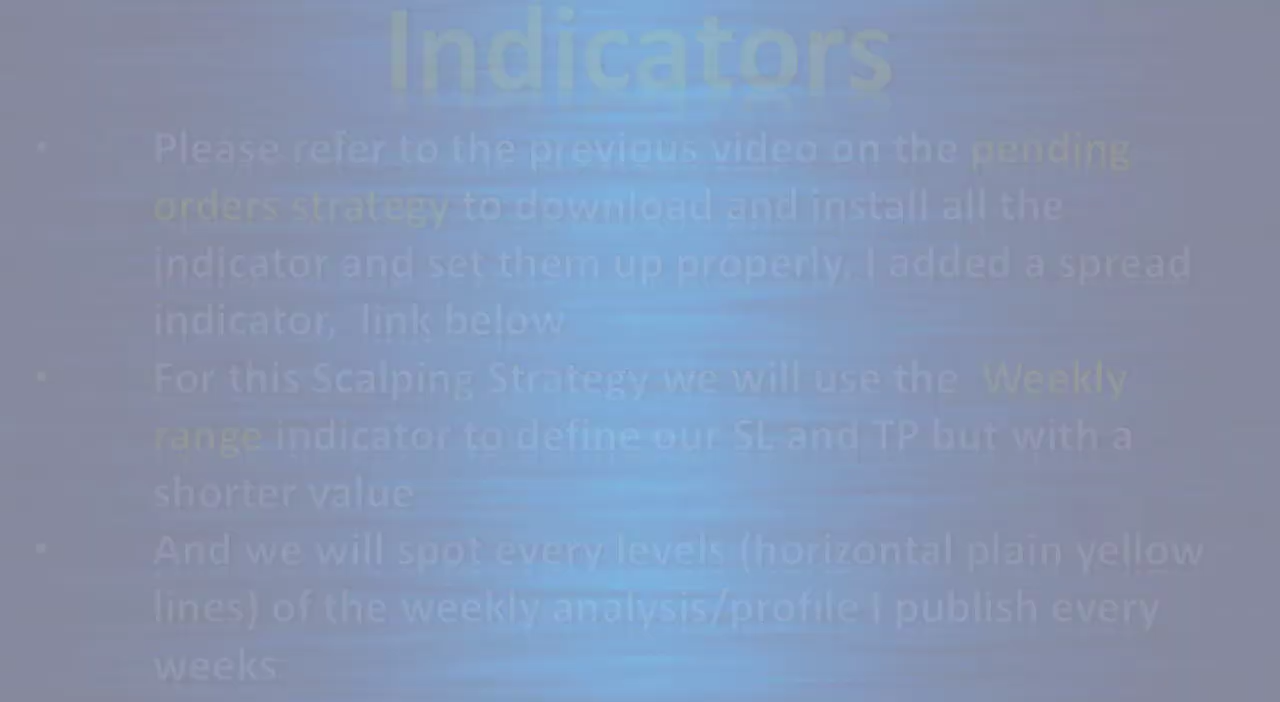 Indicators
Please refer to the previous video on the pending
orders strategy to download and install all the
indicator and set them up properly, I added a spread
indicator, link below
For this Scalping Strategy we will use the Weekly
range indicator to define our SL and TP but with a
shorter value
And we will spot every levels (horizontal plain yellow
lines) of the weekly analysis/profile I publish every
weeks